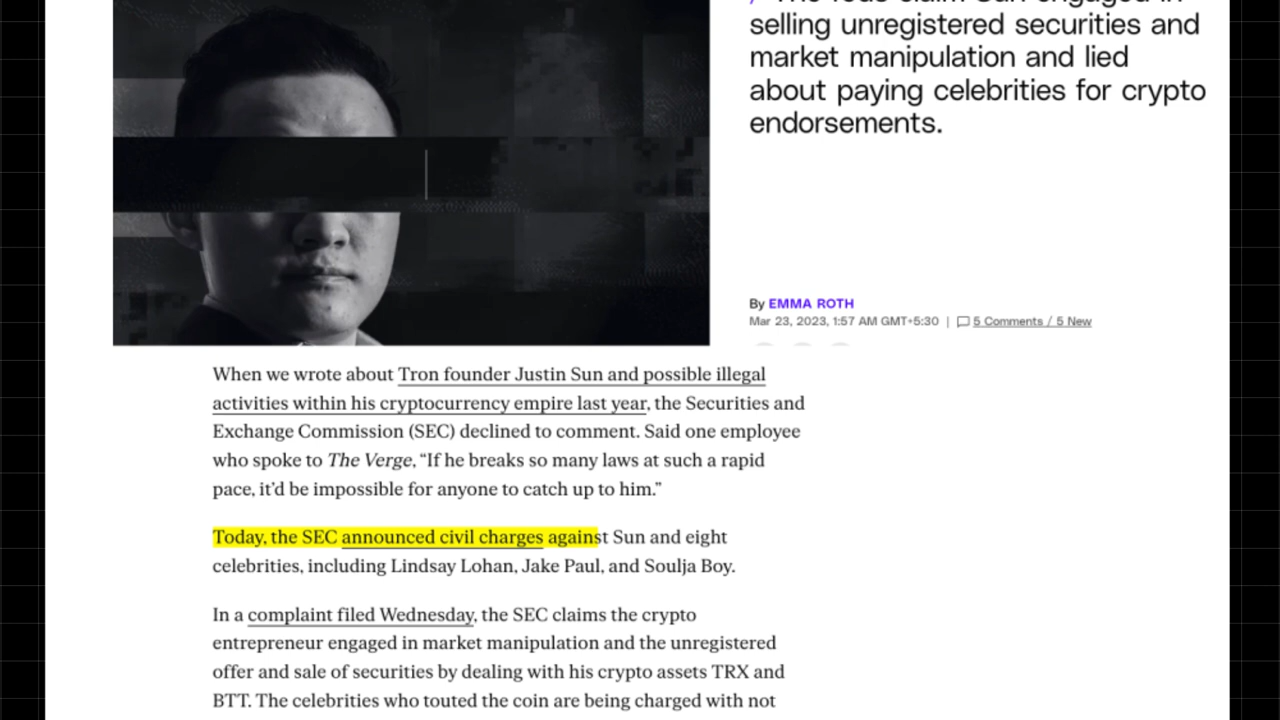 selling unregistered securities and
market manipulation and lied
about paying celebrities for crypto
endorsements.
By EMMA ROTH
Mar 23, 2023, 1:57 AM GMT+5:30 | 5 Comments / 5 New
When we wrote about Tron founder Justin Sun and possible illegal
activities within his cryptocurrency empire last year, the Securities and
Exchange Commission (SEC) declined to comment. Said one employee
who spoke to The Verge, “If he breaks so many laws at such a rapid
pace, it’d be impossible for anyone to catch up to him.”
Today, the SEC announced civil charges against Sun and eight
celebrities, including Lindsay Lohan, Jake Paul, and Soulja Boy.
In a complaint filed Wednesday, the SEC claims the crypto
entrepreneur engaged in market manipulation and the unregistered
offer and sale of securities by dealing with his crypto assets TRX and
BTT. The celebrities who touted the coin are being charged with not